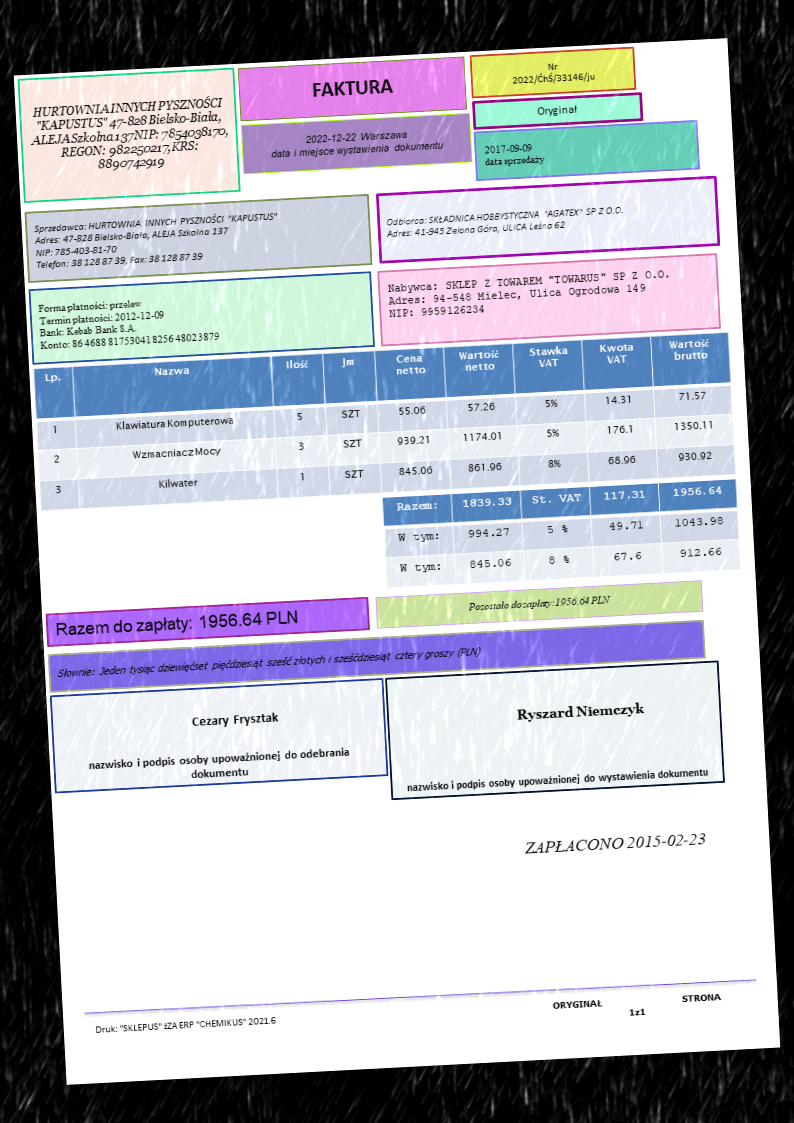 HURTOWNIA INNYCH PYSZNOŚCI
"KAPUSTUS" 47-828 Bielsko-Biała,
ALEJA Szkolna 137 NIP: 7854038170,
REGON: 982250217, KRS:
8890742919
FAKTURA
2022-12-22 Warszawa
data i miejsce wystawienia dokumentu
Nr
2022/ĆhŚ/33146/ju
Oryginał
2017-09-09
data sprzedaży
Sprzedawca: HURTOWNIA INNYCH PYSZNOŚCI "KAPUSTUS"
Adres: 47-828 Bielsko-Biała, ALEJA Szkolna 137
NIP: 785-403-81-70
Telefon: 38 128 87 39, Fax: 38 128 87 39
Odbiorca: SKŁADNICA HOBBYSTYCZNA "AGATEX" SP Z O.O.
Adres: 41-945 Zielona Góra, ULICA Leśna 62
Forma płatności: przelew
Termin płatności: 2012-12-09
Bank: Kebab Bank S.A.
Konto: 86 4688 8175 3041 8256 4802 3879
Nabywca: SKLEP Z TOWAREM "TOWARUS" SP Z O.O.
Adres: 94-548 Mielec, Ulica Ogrodowa 149
NIP: 9959126234
Lp. Nazwa Ilość Jm Cena netto Wartość netto Stawka VAT Kwota VAT Wartość brutto
1 Klawiatura Komputerowa 5 SZT 55.06 57.26 5% 14.31 71.57
2 Wzmacniacz Mocy 3 SZT 939.21 1174.01 5% 176.1 1350.11
3 Kilwater 1 SZT 845.06 861.96 8% 68.96 930.92
Razem: 1839.33 St. VAT 117.31 1956.64
W tym: 994.27 5 % 49.71 1043.98
W tym: 845.06 8 % 67.6 912.66
Razem do zapłaty: 1956.64 PLN
Pozostało do zapłaty: 1956.64 PLN
Słownie: Jeden tysiąc dziewięćset pięćdziesiąt sześć złotych i sześćdziesiąt cztery groszy (PLN)
Cezary Frysztak
nazwisko i podpis osoby upoważnionej do odebrania
dokumentu
Ryszard Niemczyk
nazwisko i podpis osoby upoważnionej do wystawienia dokumentu
ZAPŁACONO 2015-02-23
Druk: "SKLEPUS" żZA ERP "CHEMIKUS" 2021.6
ORYGINAŁ STRONA
1z1